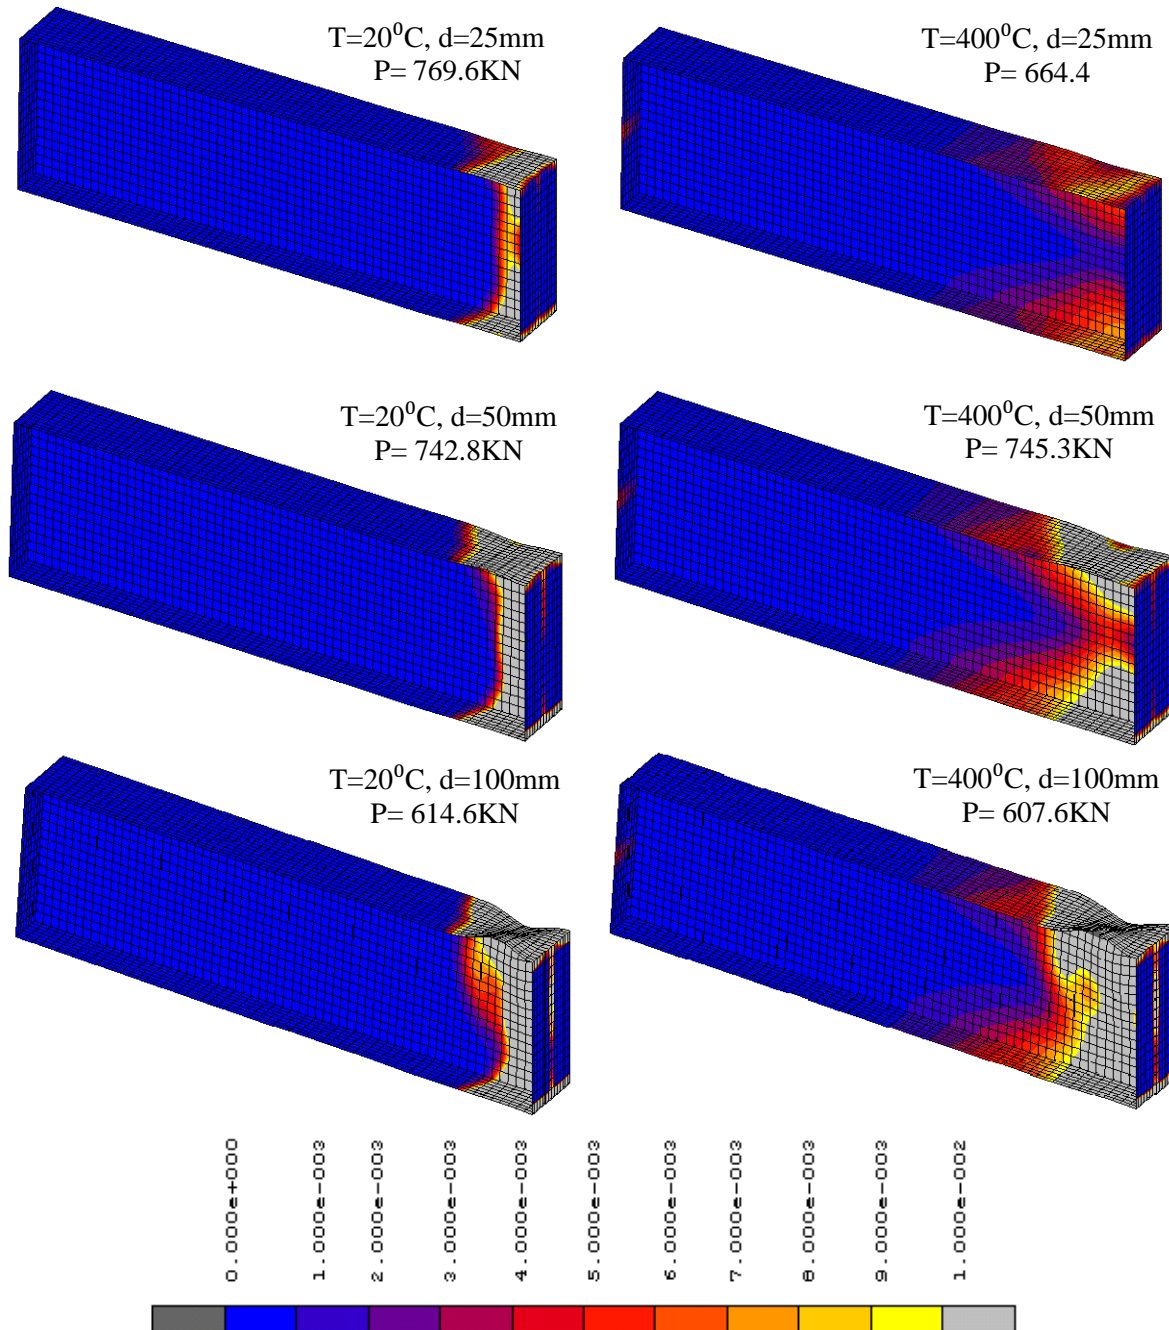 T=20⁰C, d=25mm
P= 769.6KN
T=400⁰C, d=25mm
P= 664.4
T=20⁰C, d=50mm
P= 742.8KN
T=400⁰C, d=50mm
P= 745.3KN
T=20⁰C, d=100mm
P= 614.6KN
T=400⁰C, d=100mm
P= 607.6KN
0.000e+000
1.000e-003
2.000e-003
3.000e-003
4.000e-003
5.000e-003
6.000e-003
7.000e-003
8.000e-003
9.000e-003
1.000e-002